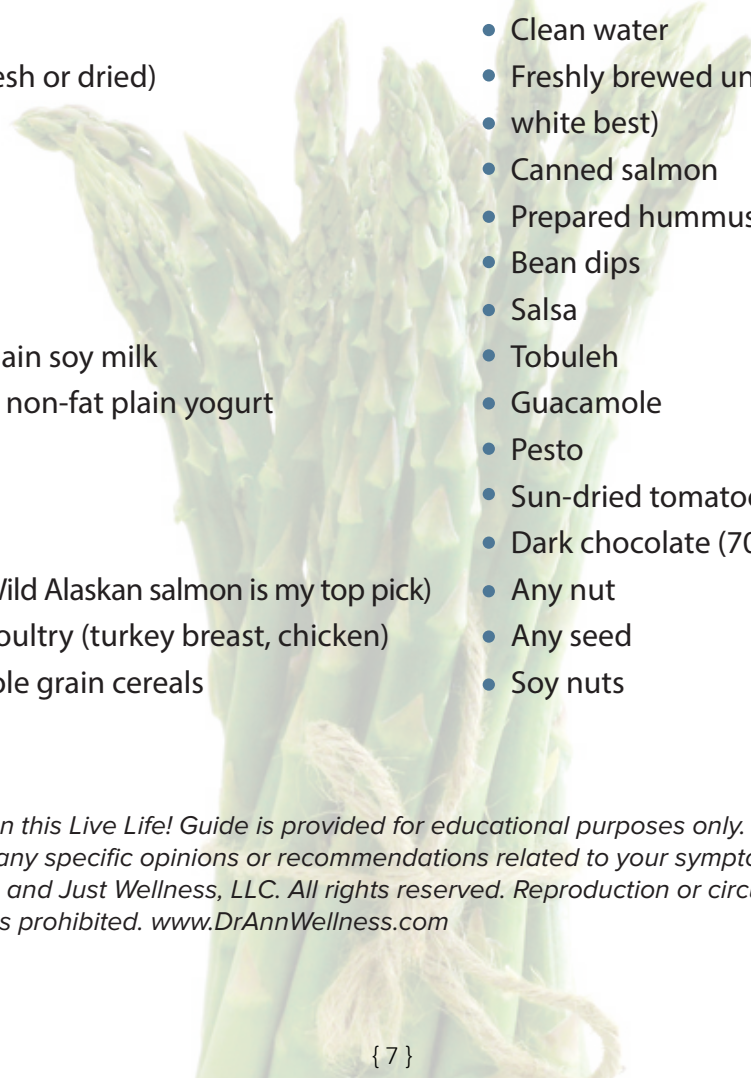 esh or dried)
ain soy milk
non-fat plain yogurt
Wild Alaskan salmon is my top pick)
oultry (turkey breast, chicken)
ole grain cereals
• Clean water
• Freshly brewed un
• white best)
• Canned salmon
• Prepared hummus
• Bean dips
• Salsa
• Tobuleh
• Guacamole
• Pesto
• Sun-dried tomatoe
• Dark chocolate (70
• Any nut
• Any seed
• Soy nuts
n this Live Life! Guide is provided for educational purposes only.
any specific opinions or recommendations related to your sympto
and Just Wellness, LLC. All rights reserved. Reproduction or circu
s prohibited. www.DrAnnWellness.com
{ 7 }